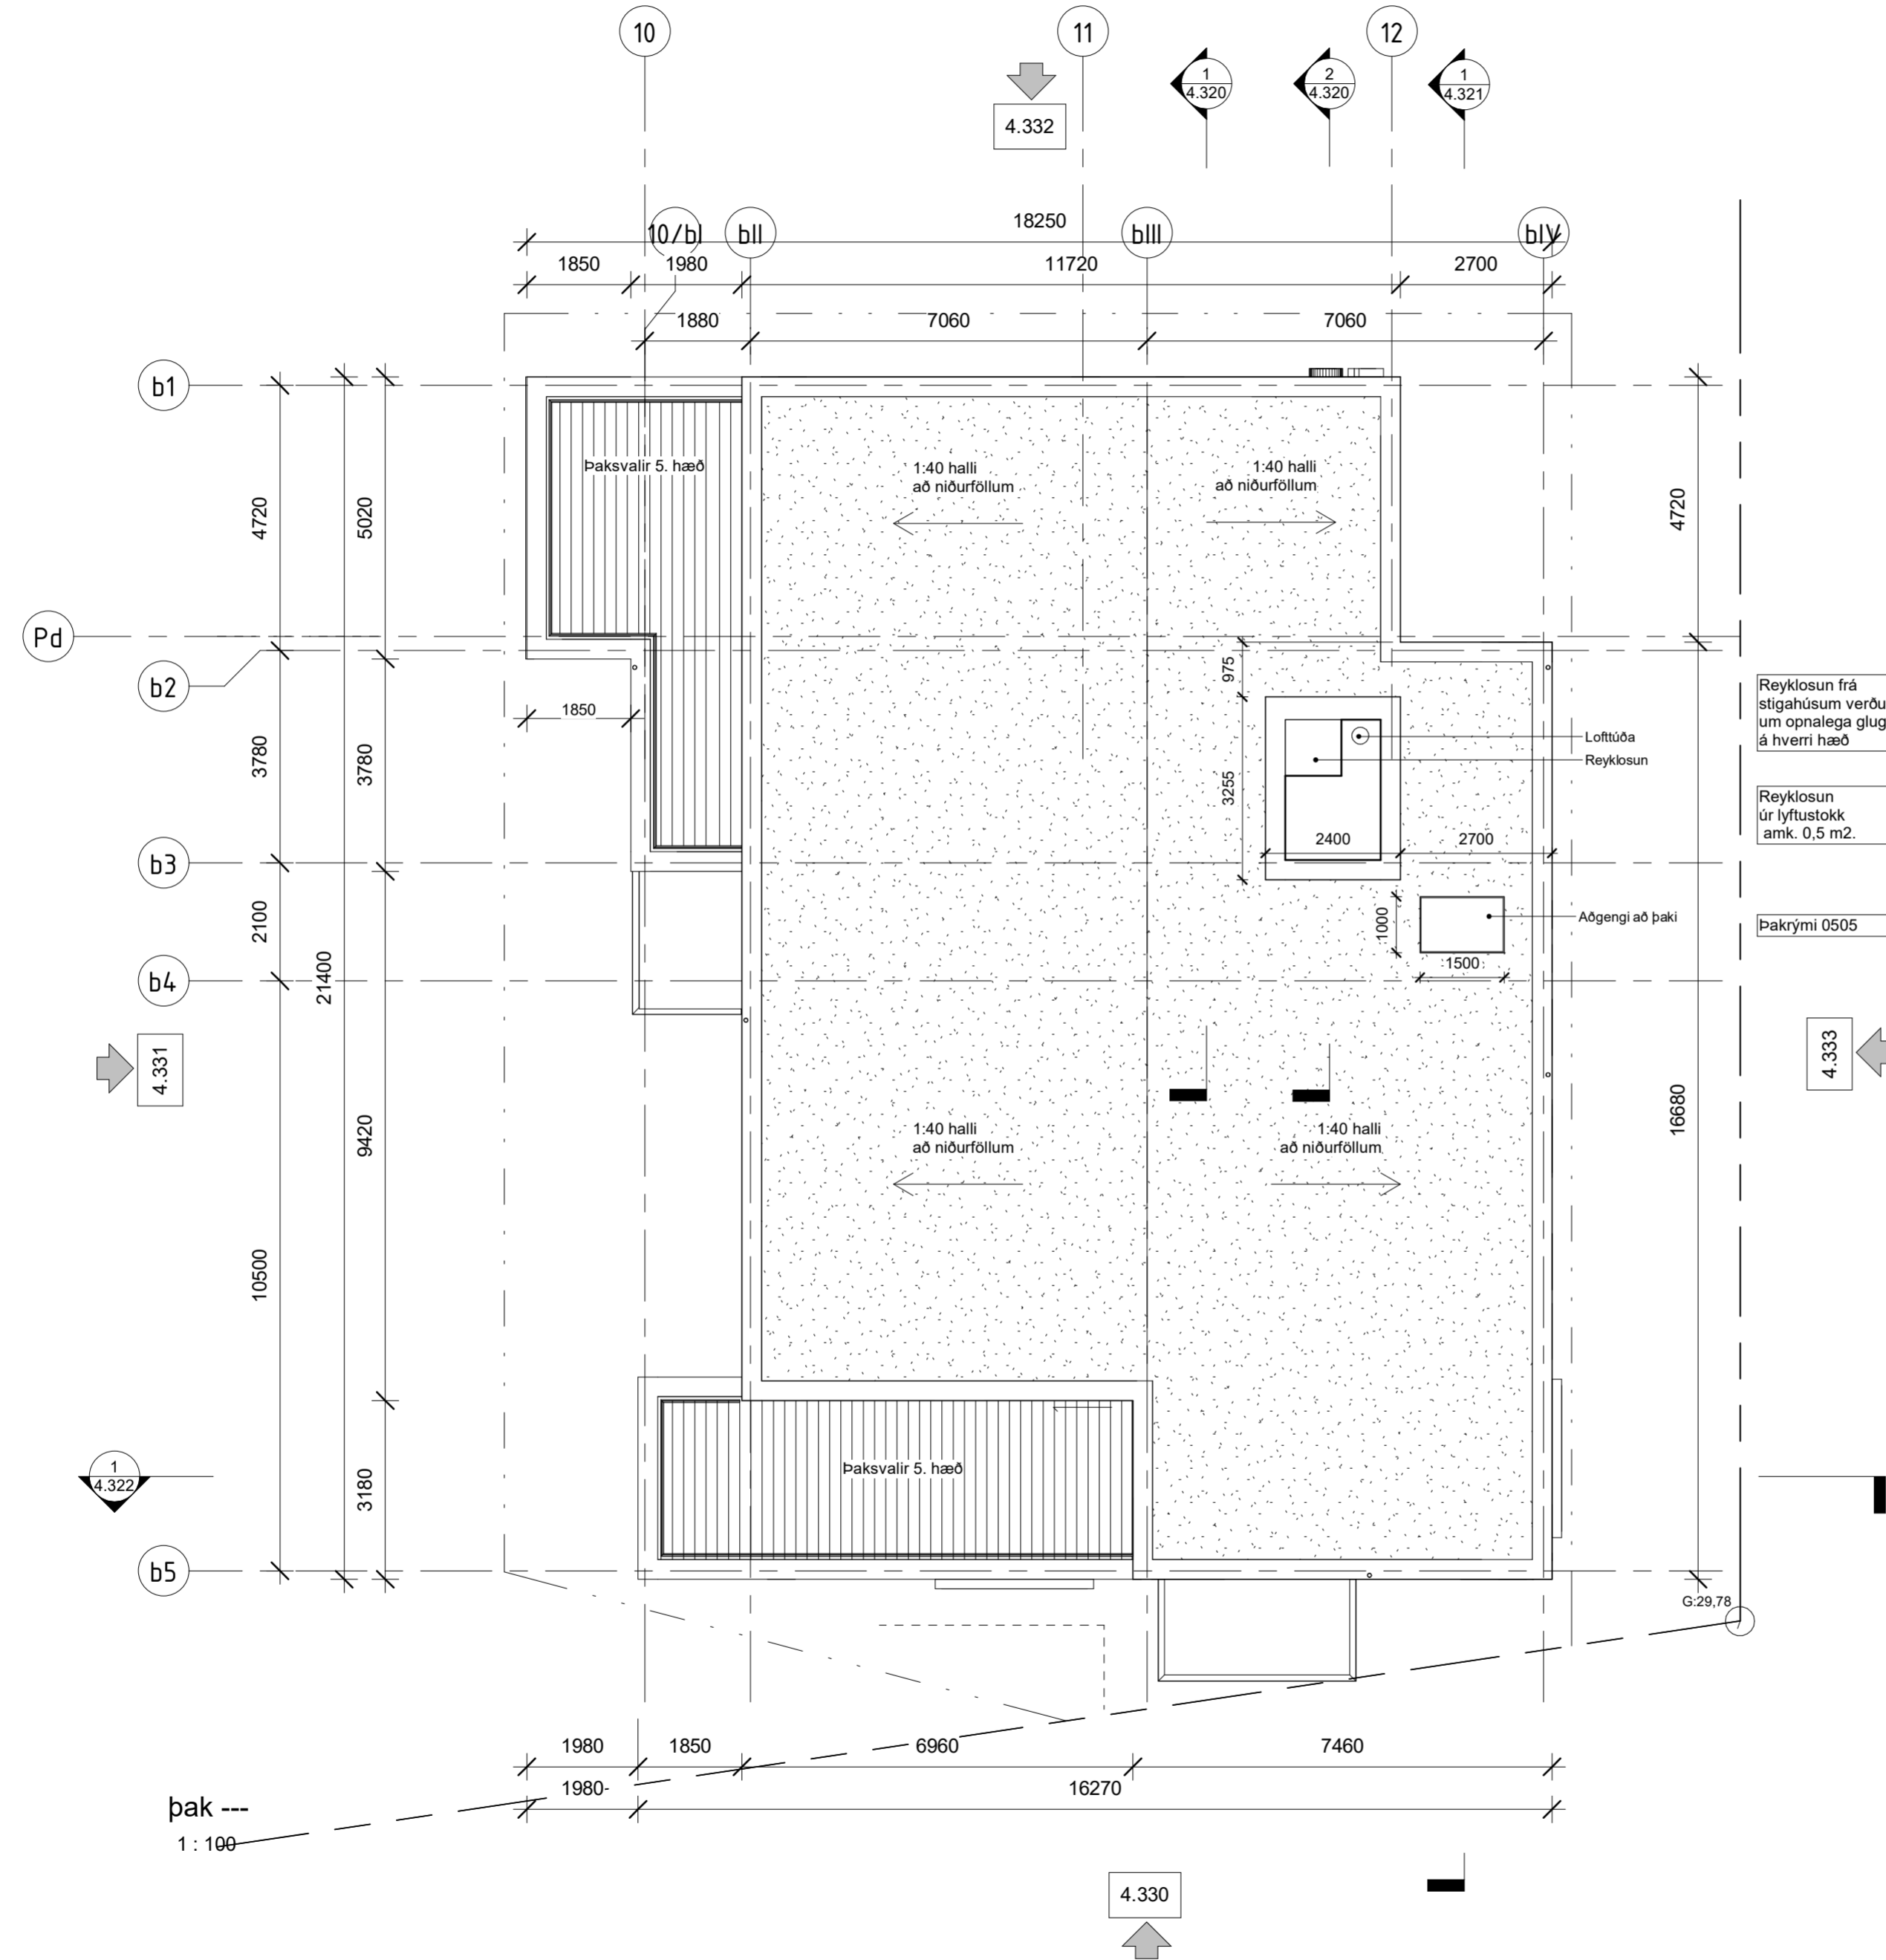 10
11
12
1
4.320
2
4.320
1
4.321
4.332
10/bI
bII
18250
bIII
bIV
1850
1980
11720
2700
1880
7060
7060
b1
Þaksvalir 5. hæð
1:40 halli
að niðurföllum
1:40 halli
að niðurföllum
4720
5020
4720
Pd
b2
975
1850
Reyklosun frá
stigahúsum verðu
um opnalega glug
á hverri hæð
Lofttúða
Reyklosun
3780
3780
3255
Reyklosun
úr lyftustokk
amk. 0,5 m2.
2400
2700
b3
2100
1000
Aðgengi að þaki
Þakrými 0505
1500
b4
21400
4.331
4.333
9420
16680
1:40 halli
að niðurföllum
1:40 halli
að niðurföllum
10500
1
4.322
Þaksvalir 5. hæð
3180
b5
G:29,78
1980
1850
6960
7460
1980
16270
þak ---
1 : 100
4.330